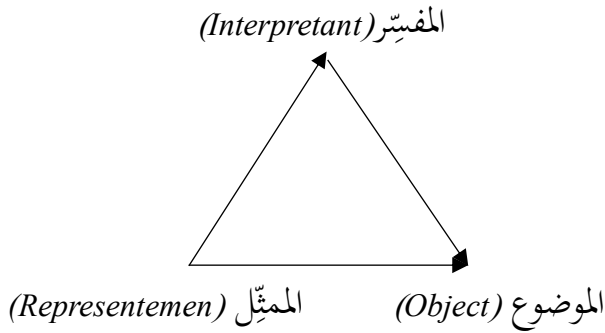 المفسِّر (Interpretant)
الموضوع (Object)
الممثِّل (Representemen)